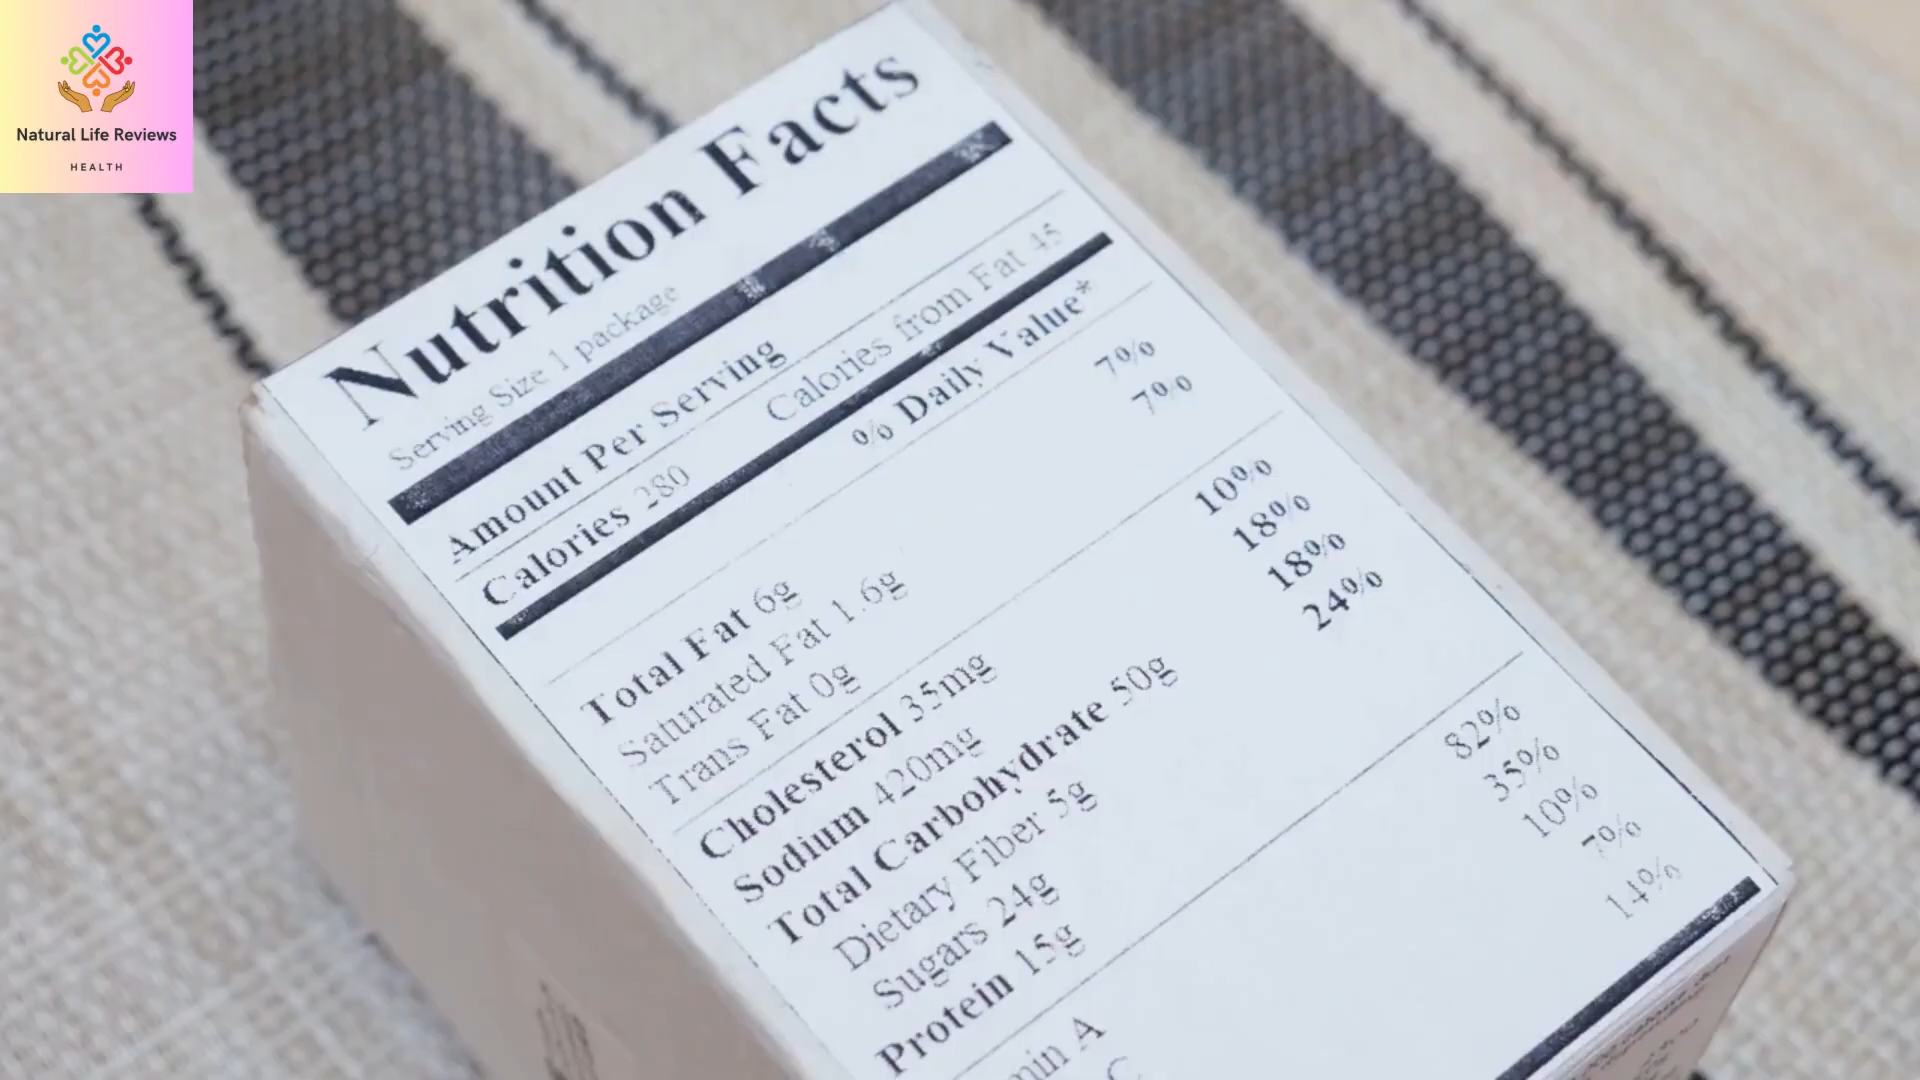 Natural Life Reviews
HEALTH
Nutrition Facts
Serving Size 1 package
Amount Per Serving
Calories 280 Calories from Fat 45
% Daily Value*
Total Fat 6g 7%
Saturated Fat 1.6g 7%
Trans Fat 0g
Cholesterol 35mg 10%
Sodium 420mg 18%
Total Carbohydrate 50g 18%
Dietary Fiber 5g 24%
Sugars 24g
Protein 15g
82%
35%
10%
7%
14%
A
C